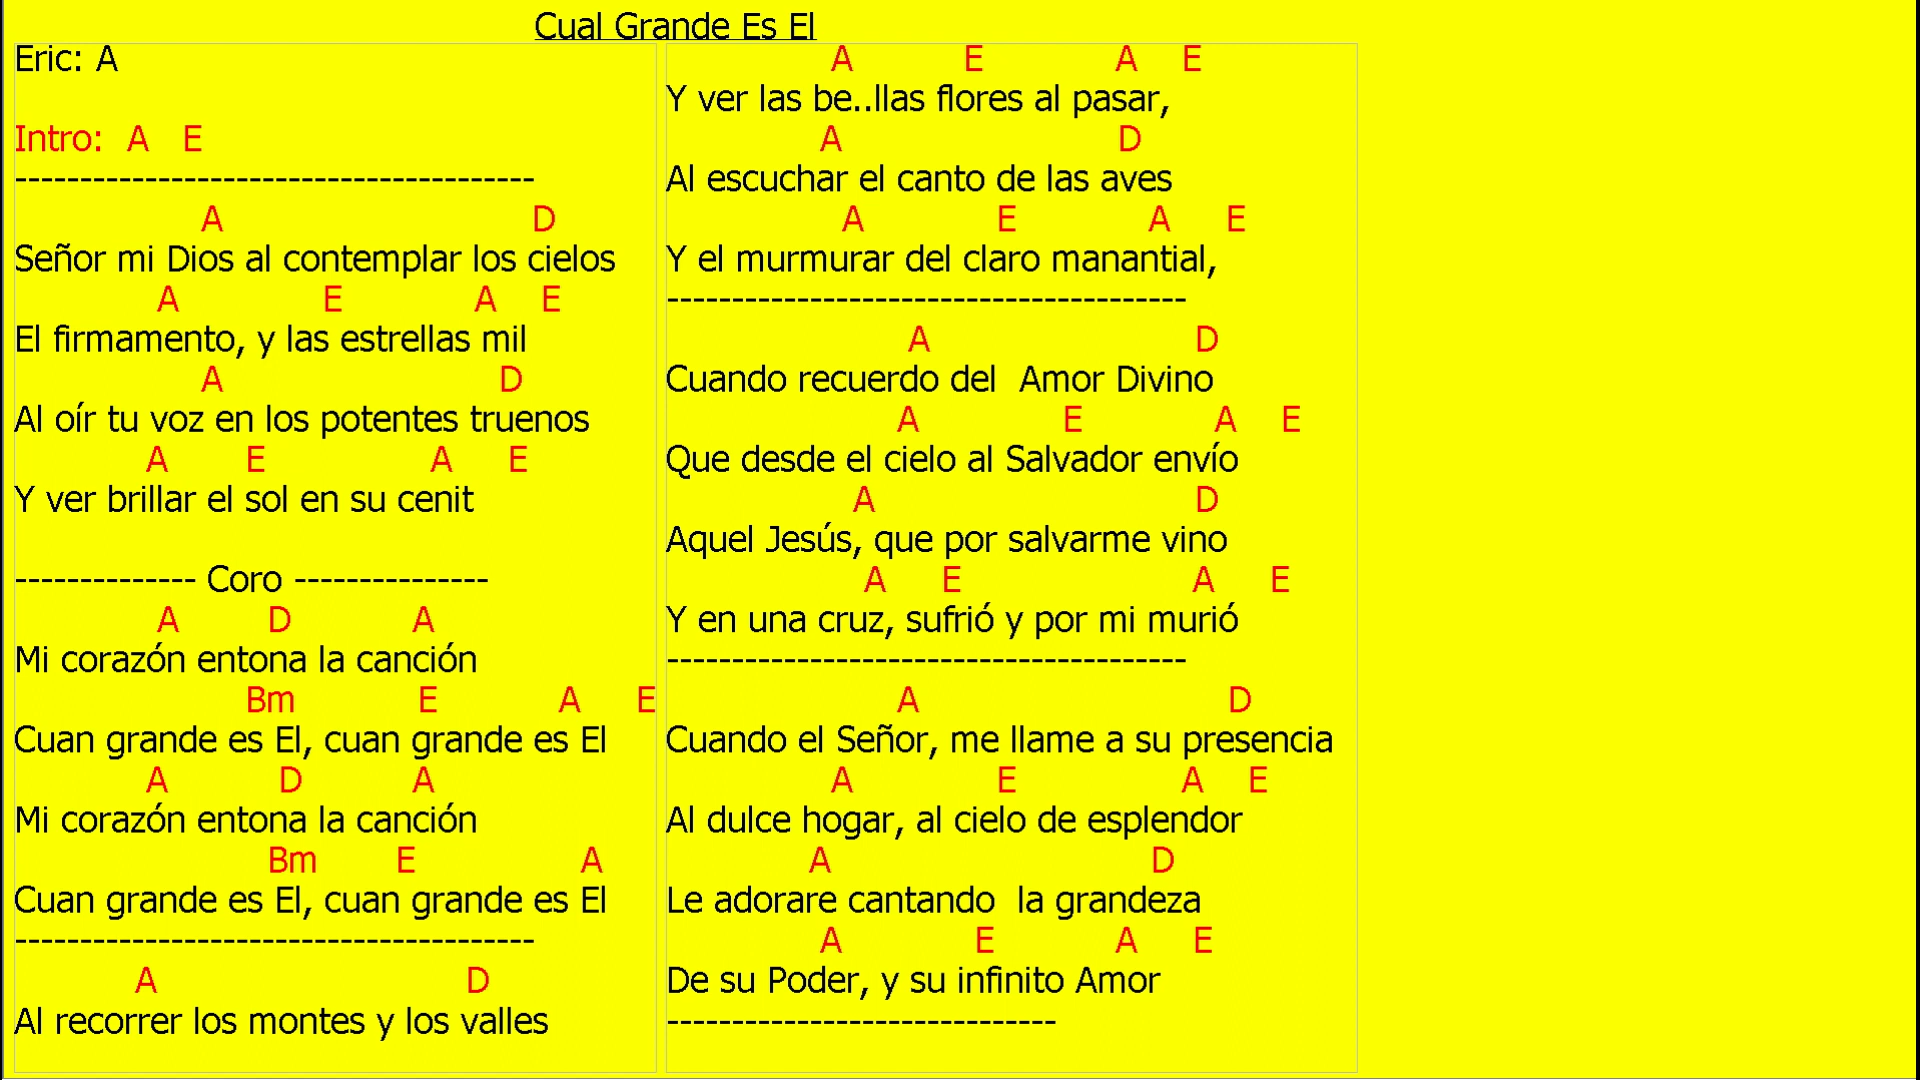 Cual Grande Es El
Eric: A
Intro:  A   E
---------------------------------------
A D
Señor mi Dios al contemplar los cielos
A E A E
El firmamento, y las estrellas mil
A D
Al oír tu voz en los potentes truenos
A E A E
Y ver brillar el sol en su cenit
-------------- Coro ---------------
A D A
Mi corazón entona la canción
Bm E A E
Cuan grande es El, cuan grande es El
A D A
Mi corazón entona la canción
Bm E A
Cuan grande es El, cuan grande es El
---------------------------------------
A D
Al recorrer los montes y los valles
A E A E
Y ver las be..llas flores al pasar,
A D
Al escuchar el canto de las aves
A E A E
Y el murmurar del claro manantial,
---------------------------------------
A D
Cuando recuerdo del  Amor Divino
A E A E
Que desde el cielo al Salvador envío
A D
Aquel Jesús, que por salvarme vino
A E A E
Y en una cruz, sufrió y por mi murió
---------------------------------------
A D
Cuando el Señor, me llame a su presencia
A E A E
Al dulce hogar, al cielo de esplendor
A D
Le adorare cantando  la grandeza
A E A E
De su Poder, y su infinito Amor
-----------------------------